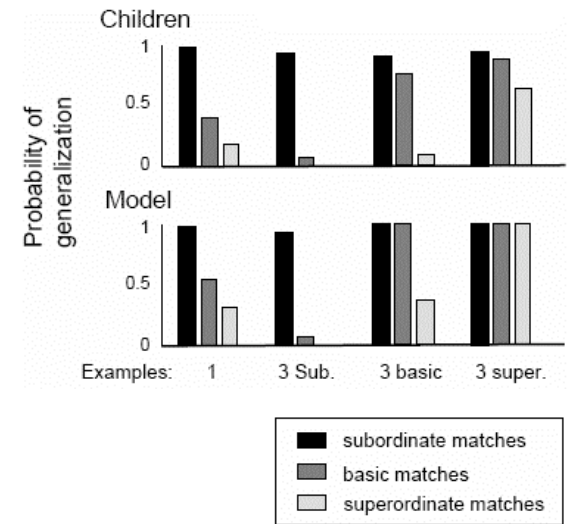 Children
1
0.5
0
Probability of
generalization
Model
1
0.5
0
Examples: 1 3 Sub. 3 basic 3 super.
subordinate matches
basic matches
superordinate matches